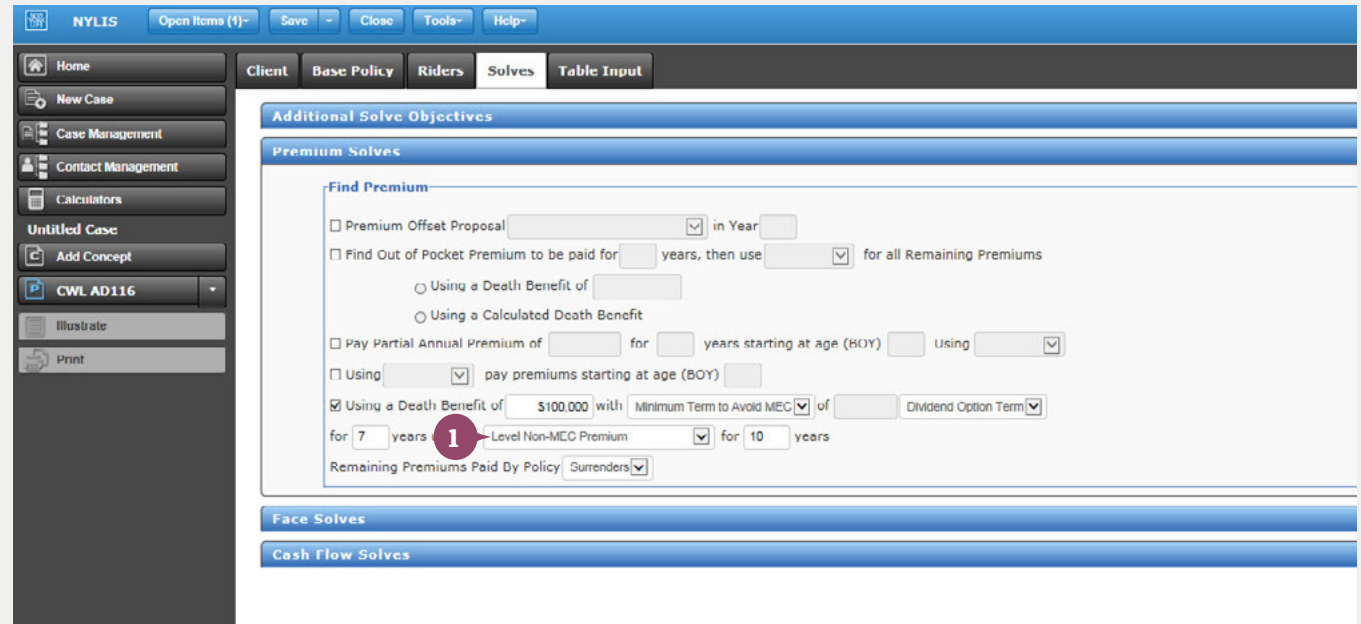 NYLIS Open Items (1)- Save - Close Tools- Help-
Home
New Case
Case Management
Contact Management
Calculators
Untitled Case
Add Concept
CWL AD116
Illustrate
Print
Client Base Policy Riders Solves Table Input
Additional Solve Objectives
Premium Solves
Find Premium
Premium Offset Proposal in Year
Find Out of Pocket Premium to be paid for years, then use for all Remaining Premiums
Using a Death Benefit of
Using a Calculated Death Benefit
Pay Partial Annual Premium of for years starting at age (BOY) Using
Using pay premiums starting at age (BOY)
Using a Death Benefit of $100,000 with Minimum Term to Avoid MEC of Dividend Option Term
for 7 years 1 Level Non-MEC Premium for 10 years
Remaining Premiums Paid By Policy Surrenders
Face Solves
Cash Flow Solves